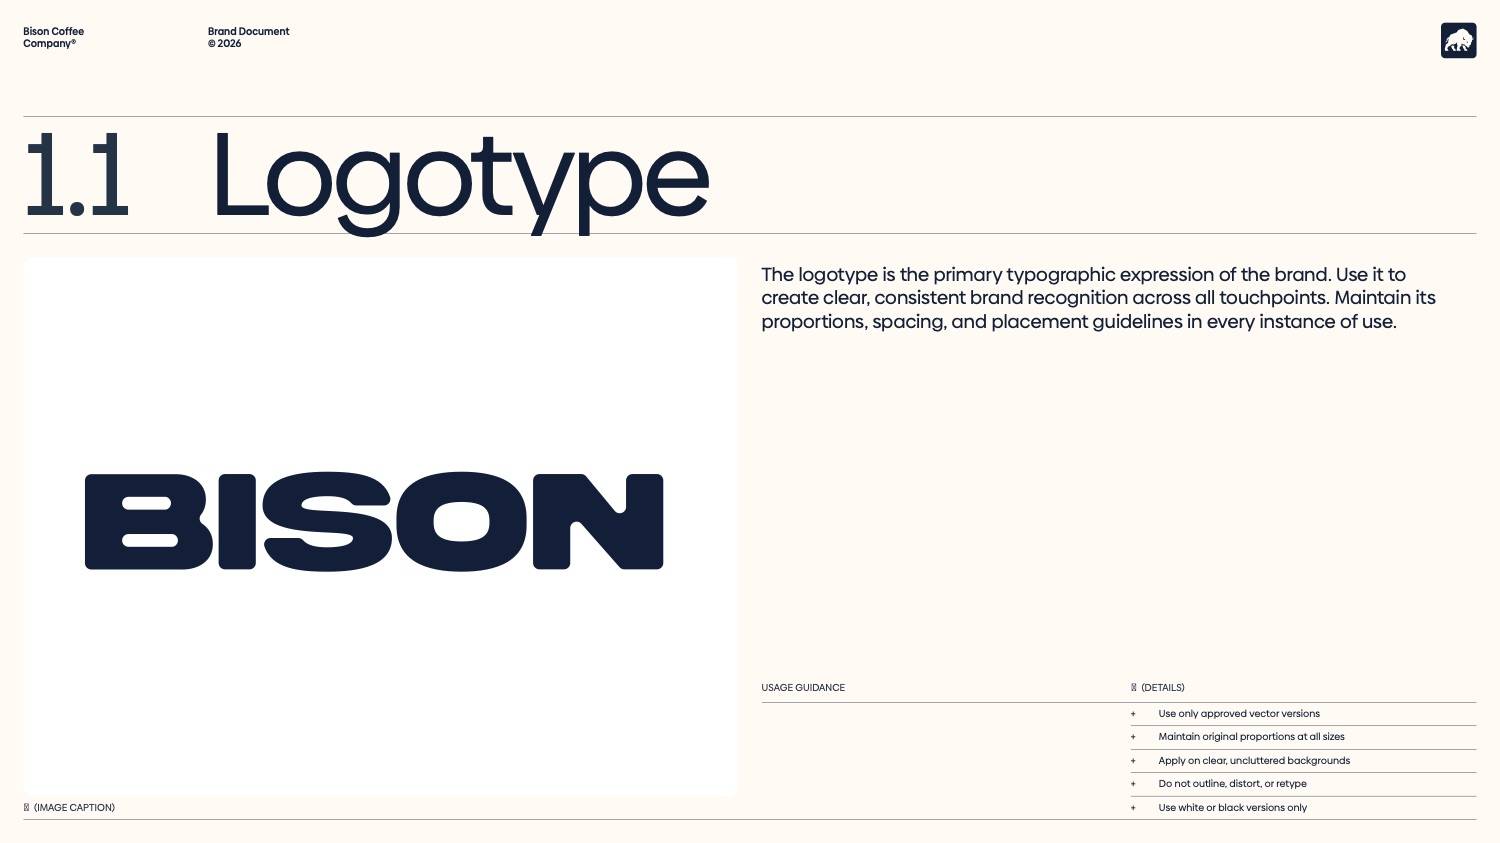 Bison Coffee
Company®
Brand Document
© 2026
1.1 Logotype
The logotype is the primary typographic expression of the brand. Use it to
create clear, consistent brand recognition across all touchpoints. Maintain its
proportions, spacing, and placement guidelines in every instance of use.
BISON
USAGE GUIDANCE
(DETAILS)
+ Use only approved vector versions
+ Maintain original proportions at all sizes
+ Apply on clear, uncluttered backgrounds
+ Do not outline, distort, or retype
+ Use white or black versions only
(IMAGE CAPTION)